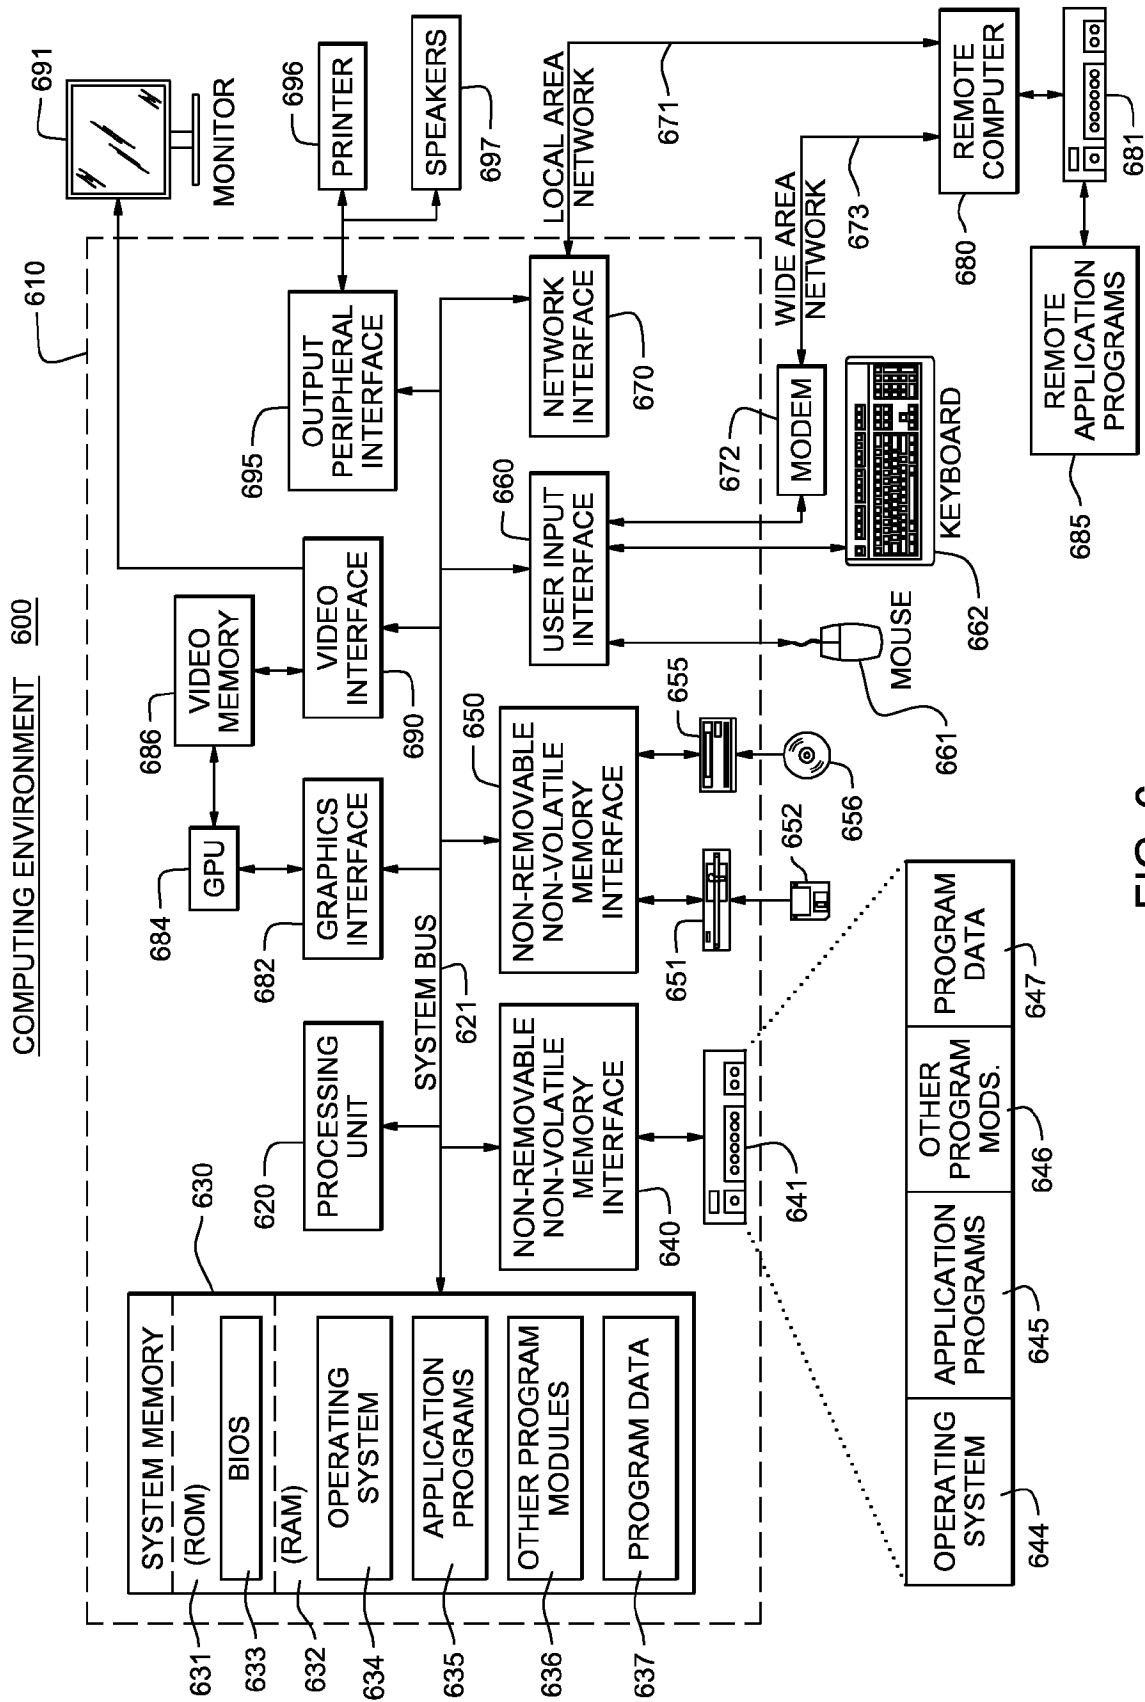 COMPUTING ENVIRONMENT 600
610
691
MONITOR
696
PRINTER
SPEAKERS
697
686
VIDEO
MEMORY
684
GPU
682
GRAPHICS
INTERFACE
690
VIDEO
INTERFACE
695
OUTPUT
PERIPHERAL
INTERFACE
620
PROCESSING
UNIT
630
SYSTEM MEMORY
631
(ROM)
633
BIOS
632
(RAM)
634
OPERATING
SYSTEM
635
APPLICATION
PROGRAMS
636
OTHER PROGRAM
MODULES
637
PROGRAM DATA
SYSTEM BUS
621
NON-REMOVABLE
NON-VOLATILE
MEMORY
INTERFACE
640
NON-REMOVABLE
NON-VOLATILE
MEMORY
INTERFACE
650
USER INPUT
INTERFACE
660
NETWORK
INTERFACE
670
LOCAL AREA
NETWORK
671
641
651
652
655
656
661
MOUSE
662
KEYBOARD
672
MODEM
WIDE AREA
NETWORK
673
680
REMOTE
COMPUTER
681
685
REMOTE
APPLICATION
PROGRAMS
OPERATING
SYSTEM
644
APPLICATION
PROGRAMS
645
OTHER
PROGRAM
MODS.
646
PROGRAM
DATA
647